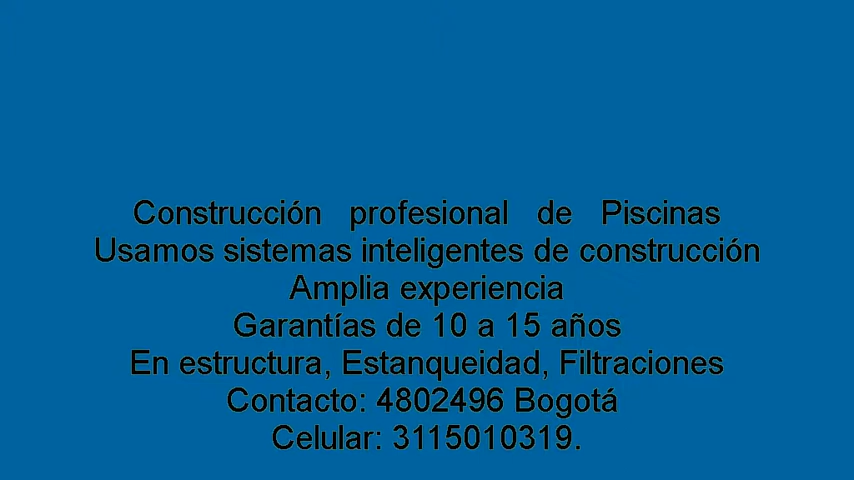 Construcción profesional de Piscinas
Usamos sistemas inteligentes de construcción
Amplia experiencia
Garantías de 10 a 15 años
En estructura, Estanqueidad, Filtraciones
Contacto: 4802496 Bogotá
Celular: 3115010319.